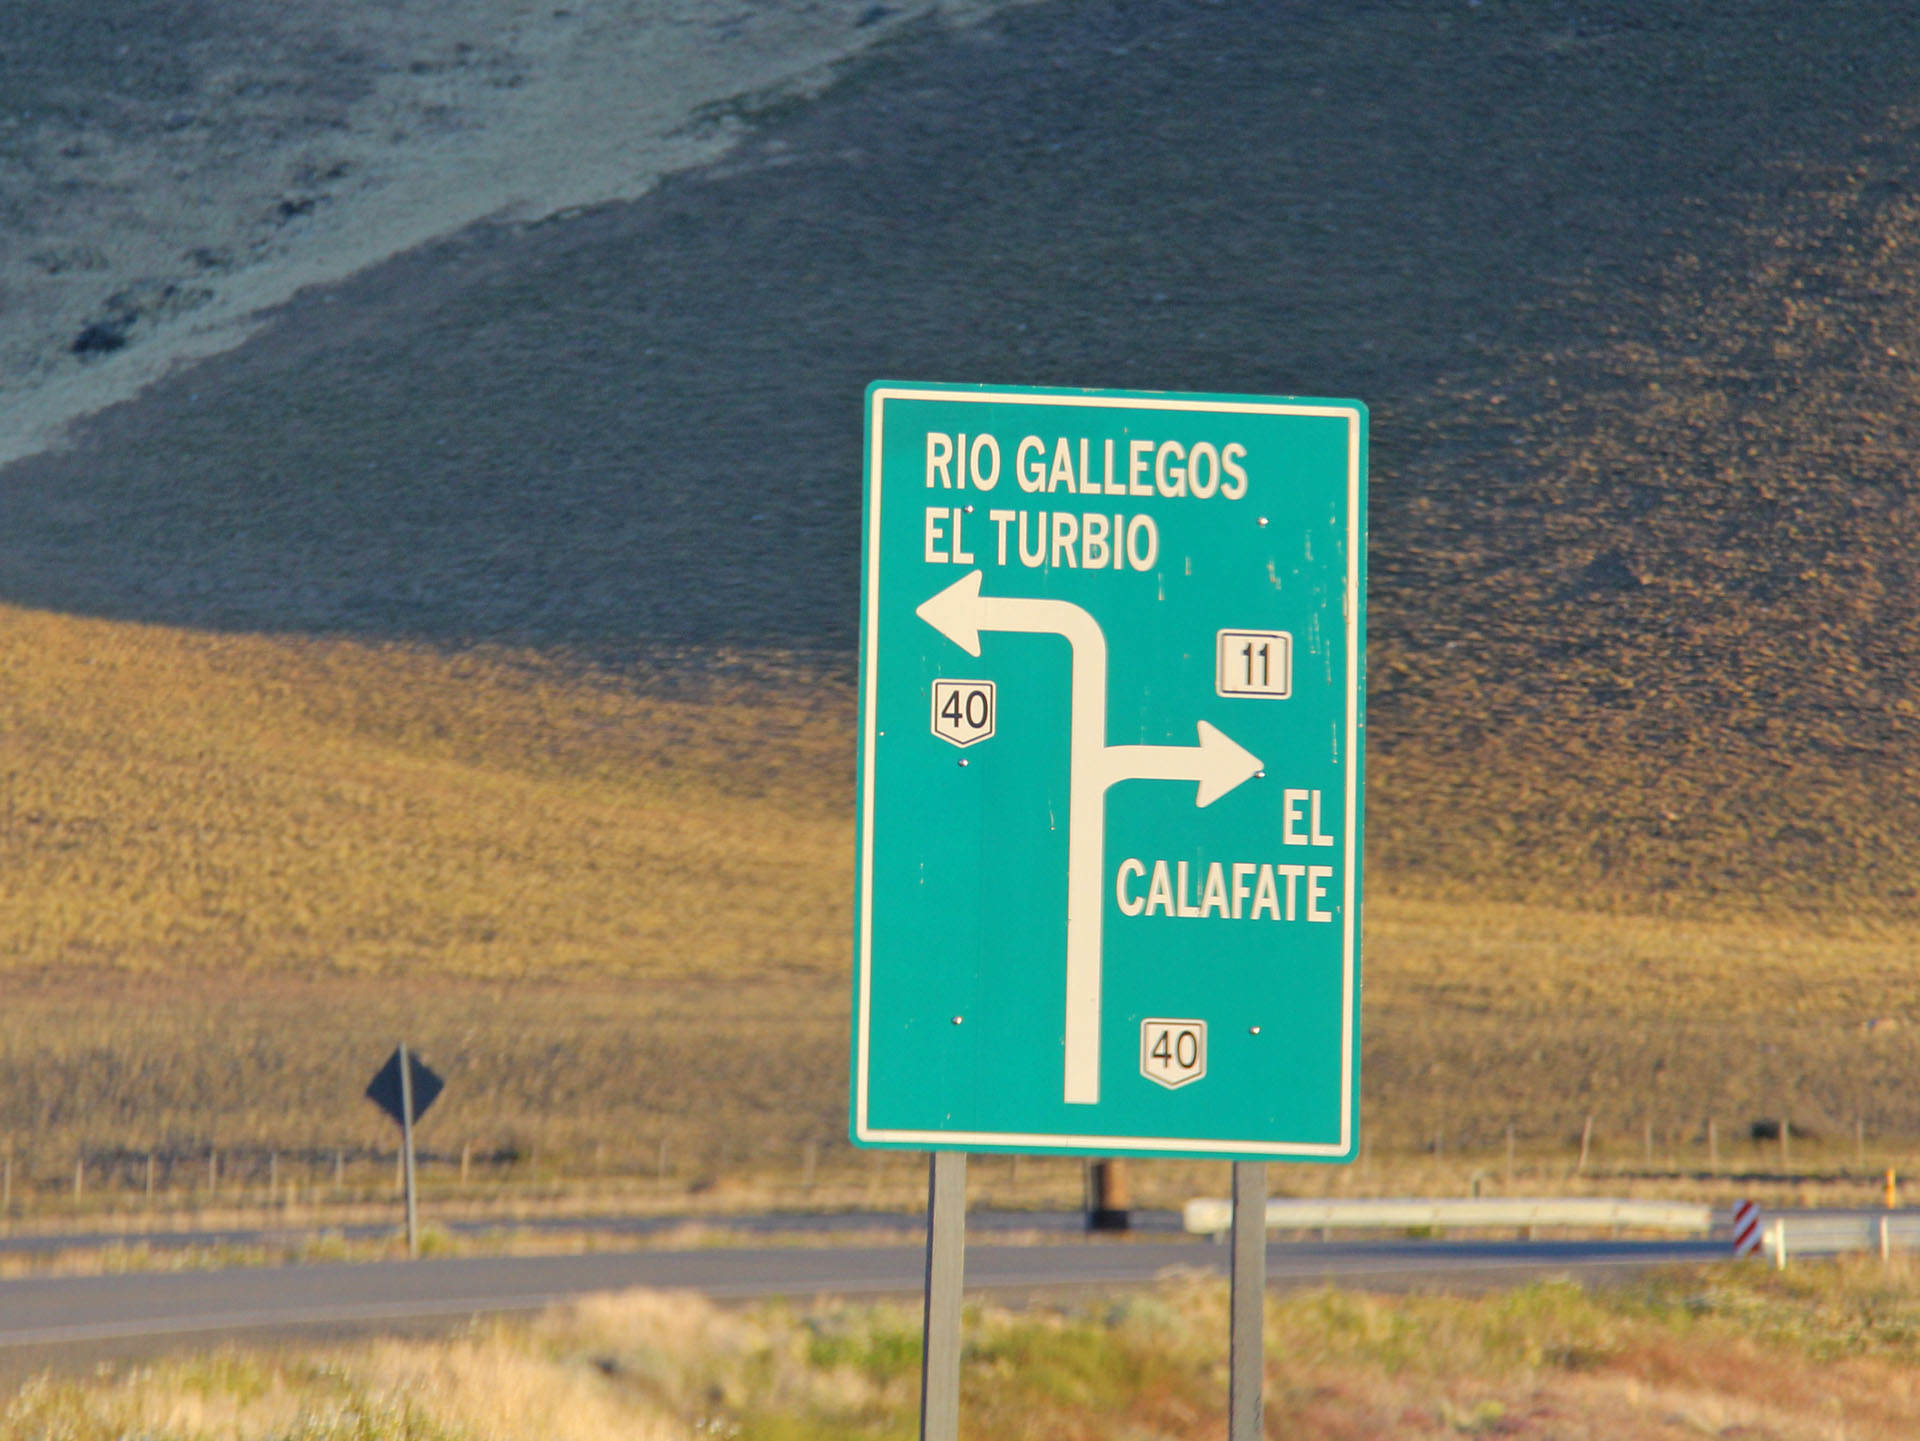 RIO GALLEGOS
EL TURBIO
11
40
EL
CALAFATE
40